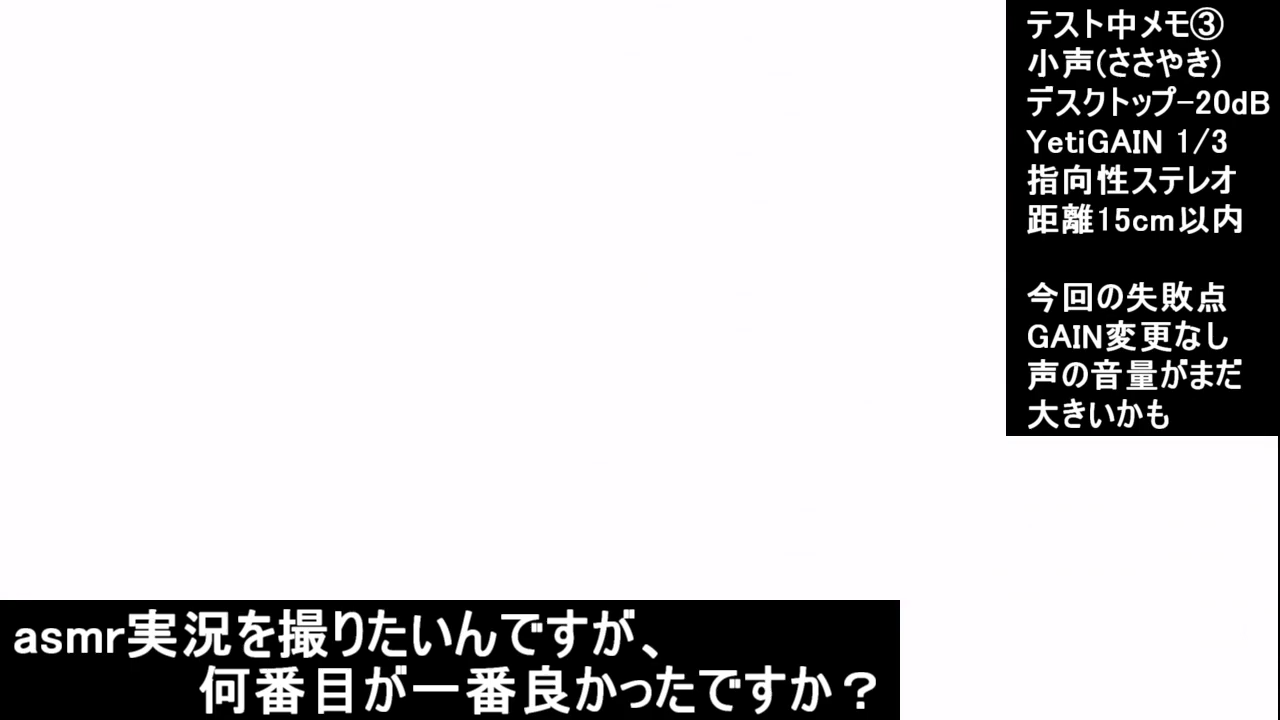 テスト中メモ③
小声(ささやき)
デスクトップ-20dB
YetiGAIN 1/3
指向性ステレオ
距離15cm以内
今回の失敗点
GAIN変更なし
声の音量がまだ
大きいかも
asmr実況を撮りたいんですが、
何番目が一番良かったですか？